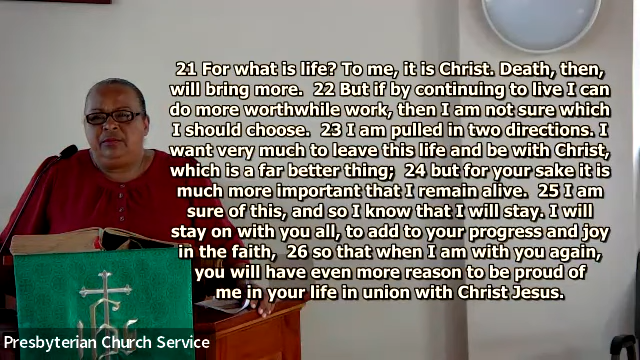 21 For what is life? To me, it is Christ. Death, then,
will bring more.  22 But if by continuing to live I can
do more worthwhile work, then I am not sure which
I should choose.  23 I am pulled in two directions. I
want very much to leave this life and be with Christ,
which is a far better thing;  24 but for your sake it is
much more important that I remain alive.  25 I am
sure of this, and so I know that I will stay. I will
stay on with you all, to add to your progress and joy
in the faith,  26 so that when I am with you again,
you will have even more reason to be proud of
me in your life in union with Christ Jesus.
Presbyterian Church Service